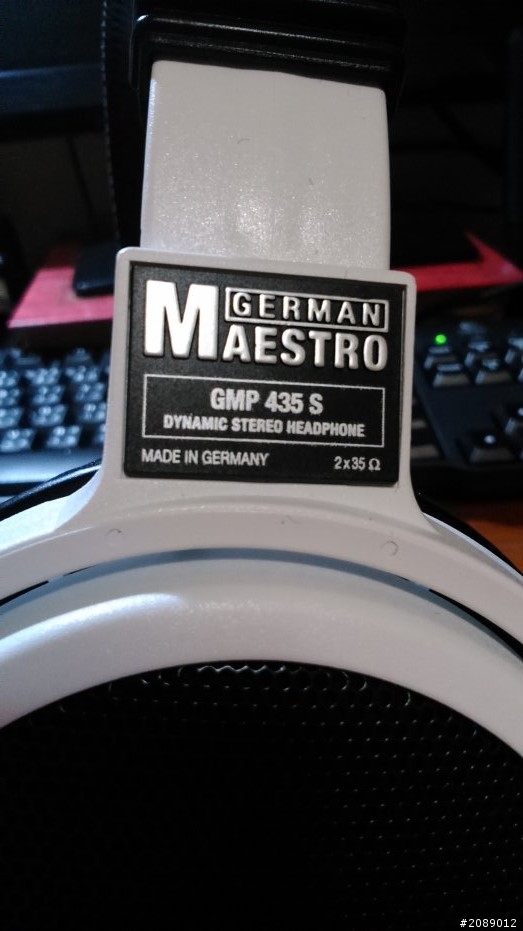 GERMAN
MAESTRO
GMP 435 S
DYNAMIC STEREO HEADPHONE
MADE IN GERMANY 2x35 Ω
#2089012